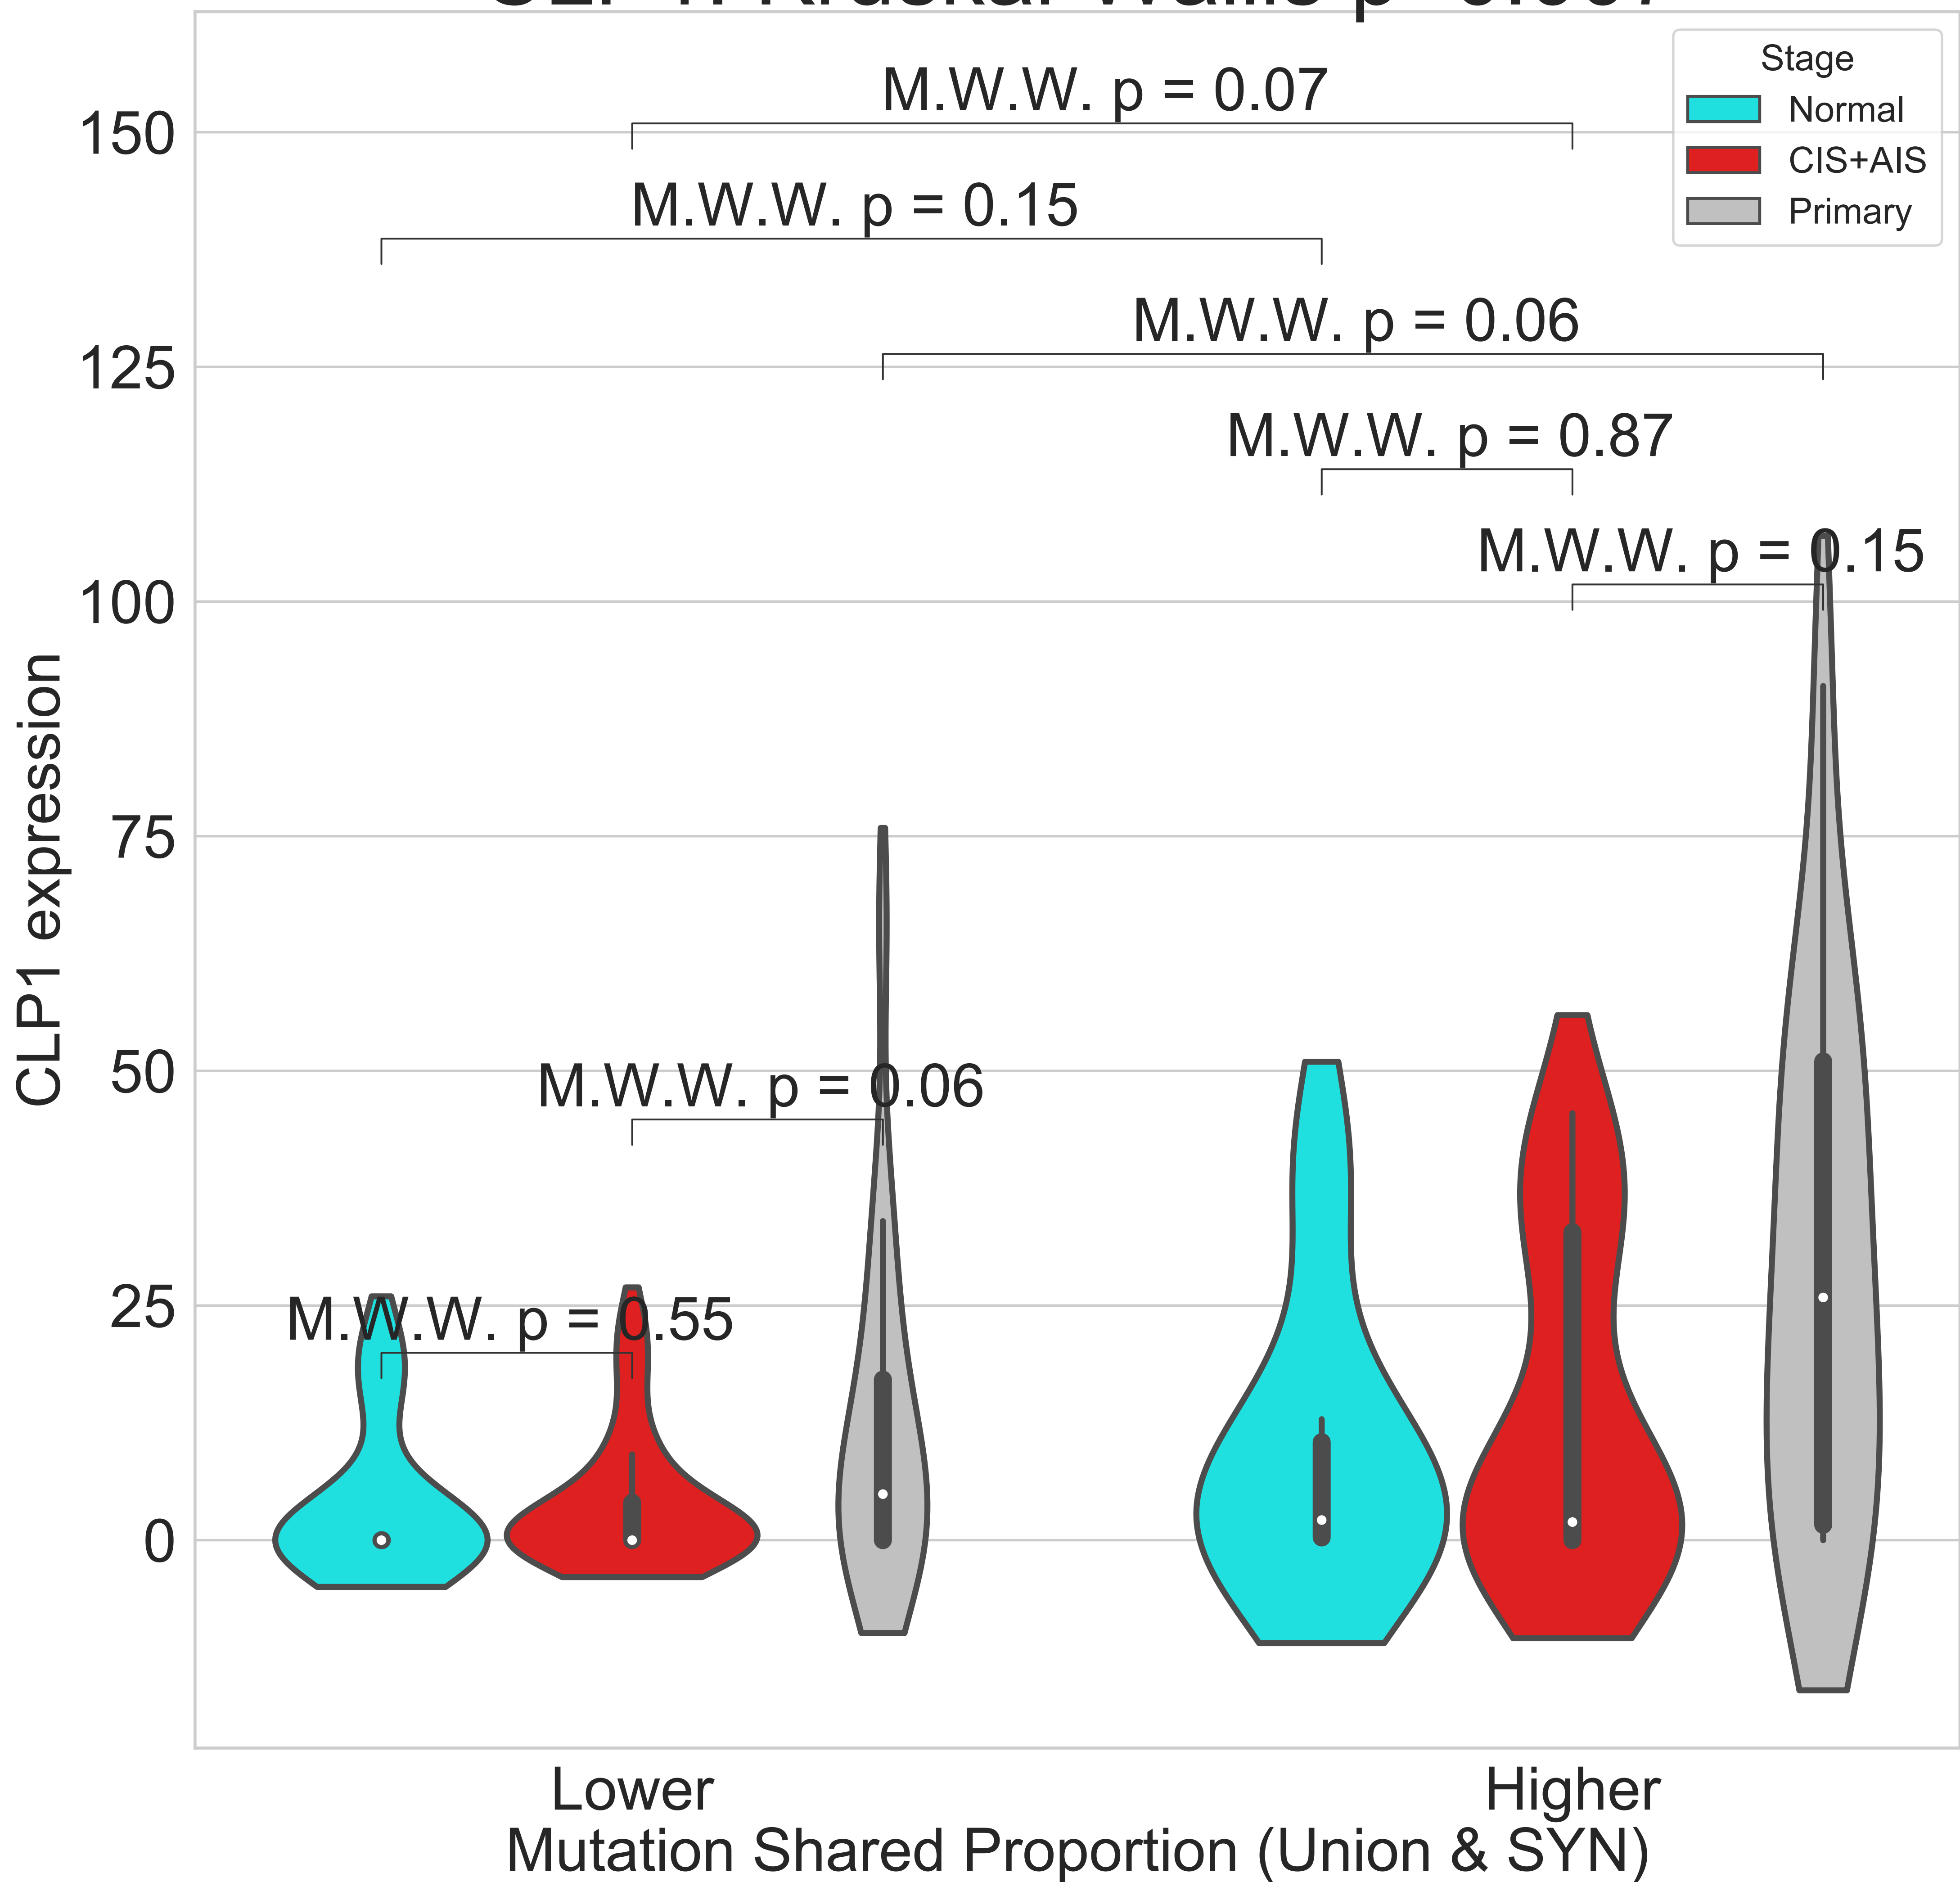 M.W.W. p = 0.07
M.W.W. p = 0.15
M.W.W. p = 0.06
M.W.W. p = 0.87
M.W.W. p = 0.15
M.W.W. p = 0.06
M.W.W. p = 0.55
Stage
Normal
CIS+AIS
Primary
150
125
100
75
50
25
0
CLP1 expression
Lower
Higher
Mutation Shared Proportion (Union & SYN)